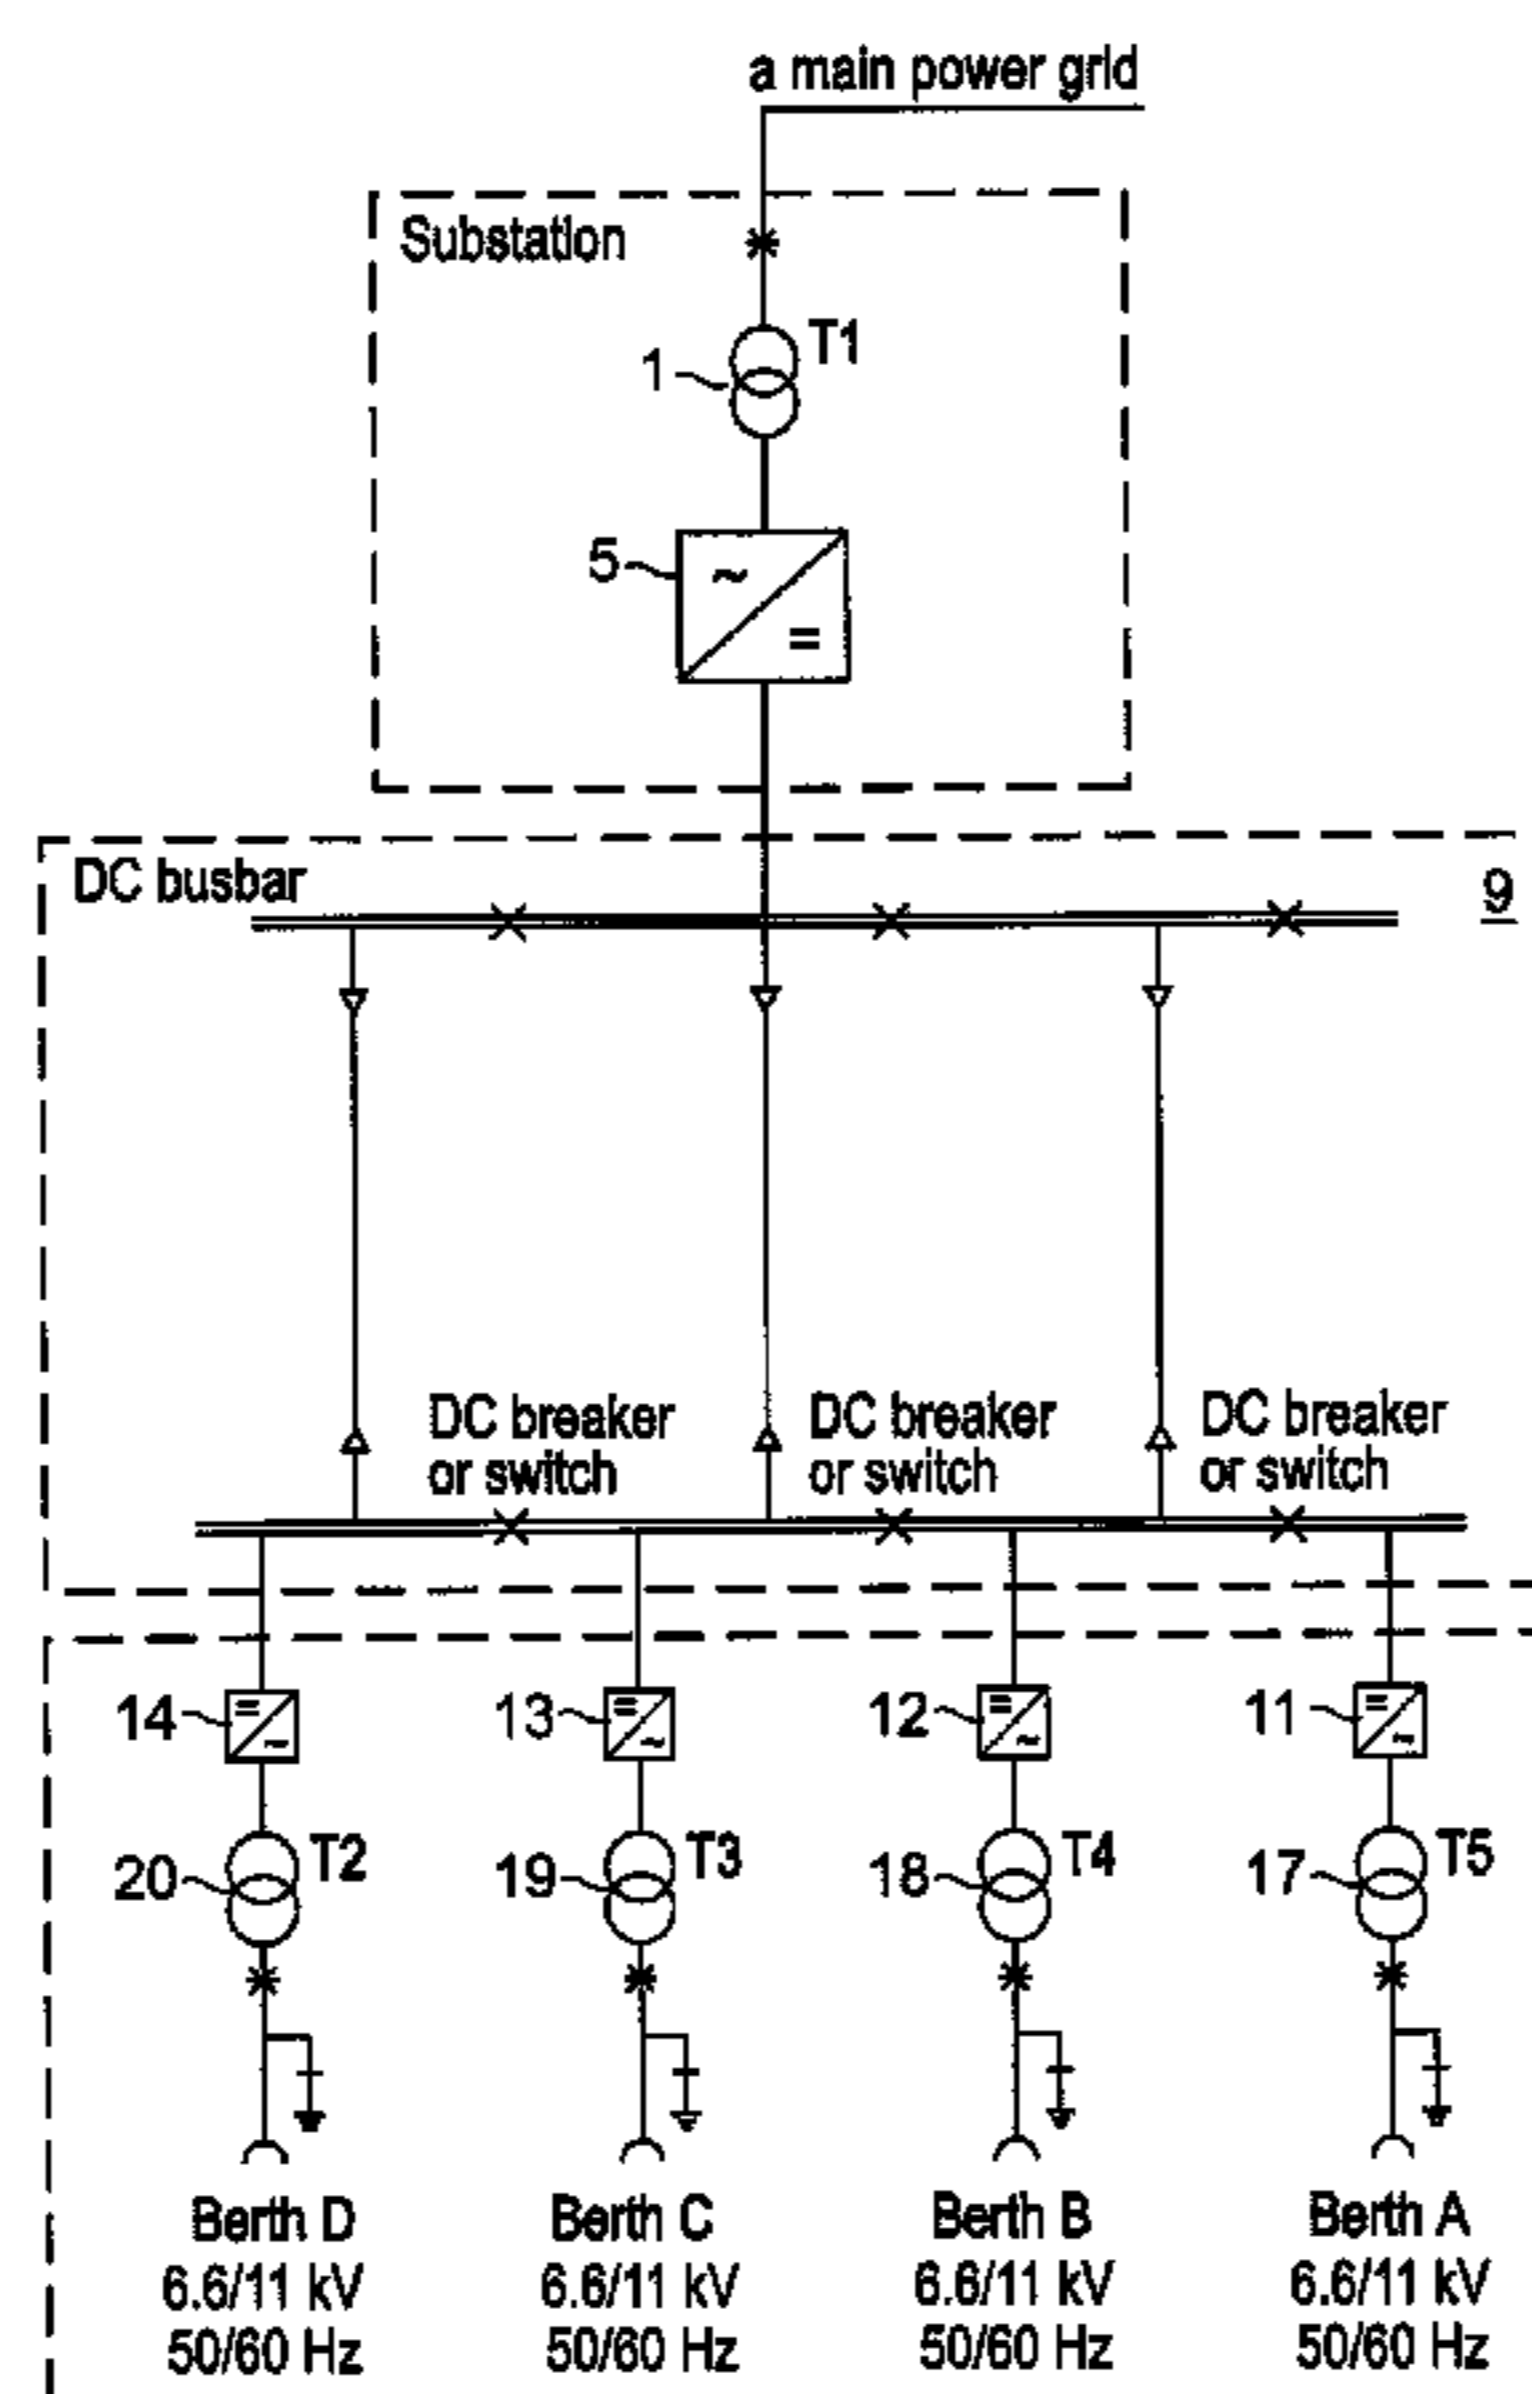 a main power grid
Substation
T1
1
5
DC busbar
9
DC breaker
or switch
DC breaker
or switch
DC breaker
or switch
14
13
12
11
20
T2
19
T3
18
T4
17
T5
Berth D
6.6/11 kV
50/60 Hz
Berth C
6.6/11 kV
50/60 Hz
Berth B
6.6/11 kV
50/60 Hz
Berth A
6.6/11 kV
50/60 Hz